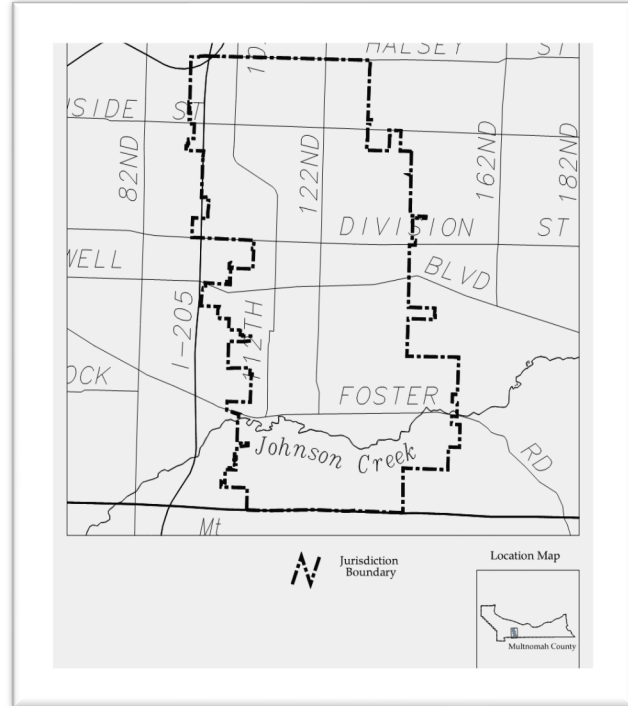 HALSEY ST
10
SIDE ST
82ND
122ND
162ND
182ND
DIVISION ST
WELL
BLVD
I-205
112TH
OCK
FOSTER
RD
Johnson Creek
Mt
Jurisdiction
Boundary
Location Map
Multnomah County